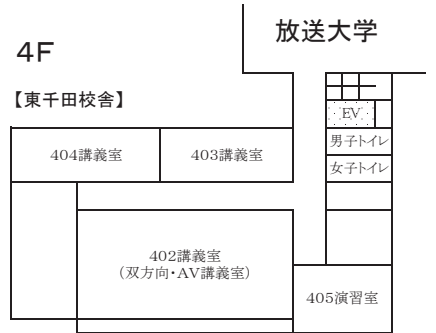 放送大学
4F
【東千田校舎】
EV
男子トイレ
女子トイレ
404講義室
403講義室
402講義室
（双方向・AV講義室）
405演習室